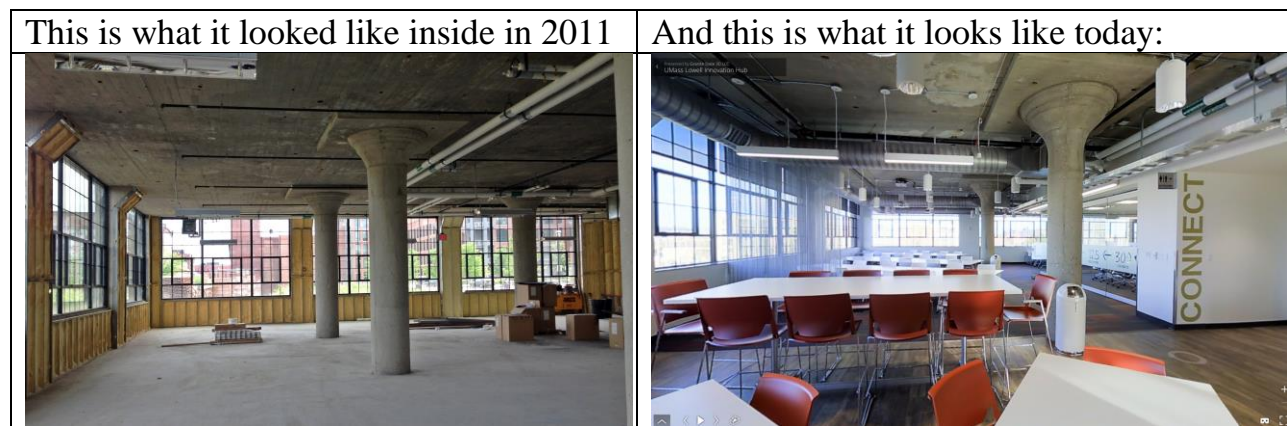 This is what it looked like inside in 2011
And this is what it looks like today:
UMass Lowell Innovation Hub
CONNECT